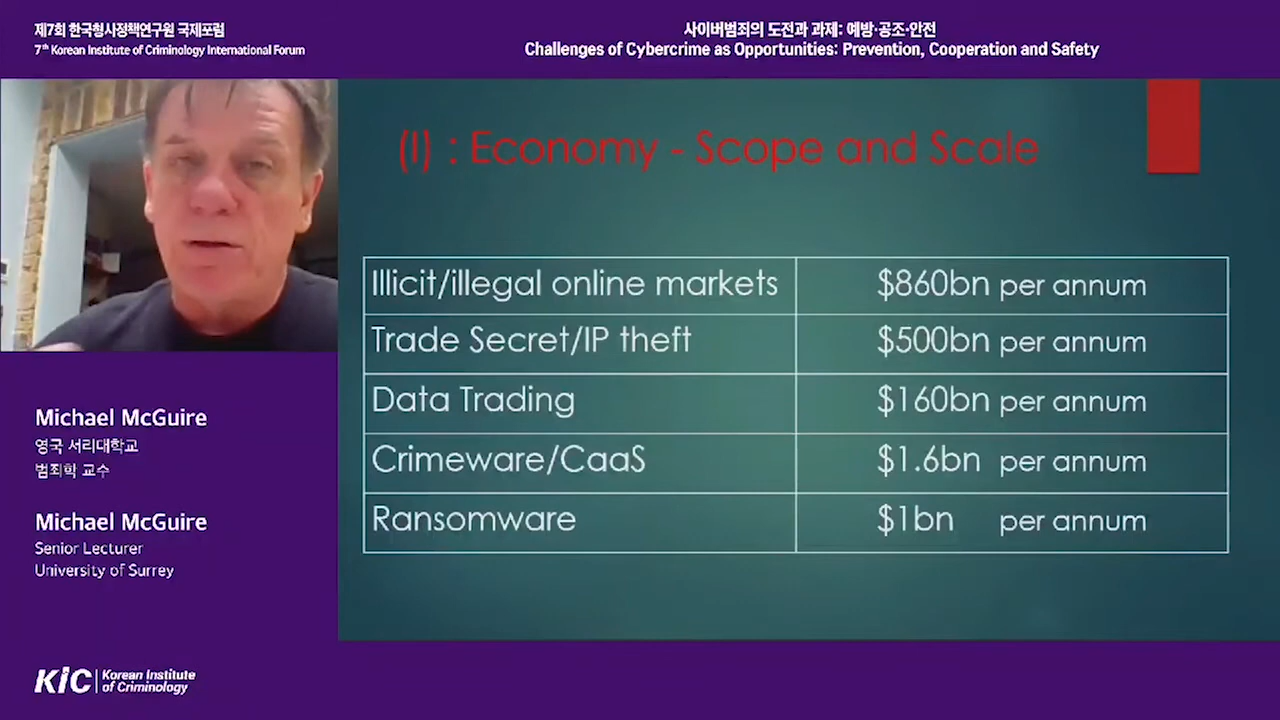 제7회 한국형사정책연구원 국제포럼
7th Korean Institute of Criminology International Forum
사이버범죄의 도전과 과제: 예방·공조·안전
Challenges of Cybercrime as Opportunities: Prevention, Cooperation and Safety
(I) : Economy - Scope and Scale
Illicit/illegal online markets $860bn per annum
Trade Secret/IP theft $500bn per annum
Data Trading $160bn per annum
Crimeware/CaaS $1.6bn per annum
Ransomware $1bn per annum
Michael McGuire
영국 서리대학교
범죄학 교수
Michael McGuire
Senior Lecturer
University of Surrey
KIC Korean Institute
of Criminology